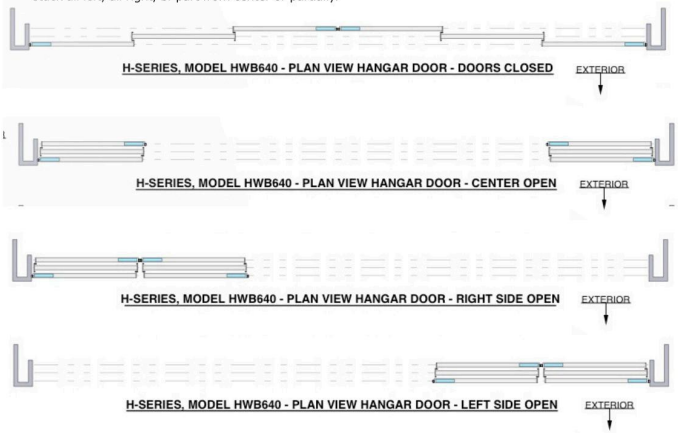 H-SERIES, MODEL HWB640 - PLAN VIEW HANGAR DOOR - DOORS CLOSED
EXTERIOR
H-SERIES, MODEL HWB640 - PLAN VIEW HANGAR DOOR - CENTER OPEN
EXTERIOR
H-SERIES, MODEL HWB640 - PLAN VIEW HANGAR DOOR - RIGHT SIDE OPEN
EXTERIOR
H-SERIES, MODEL HWB640 - PLAN VIEW HANGAR DOOR - LEFT SIDE OPEN
EXTERIOR